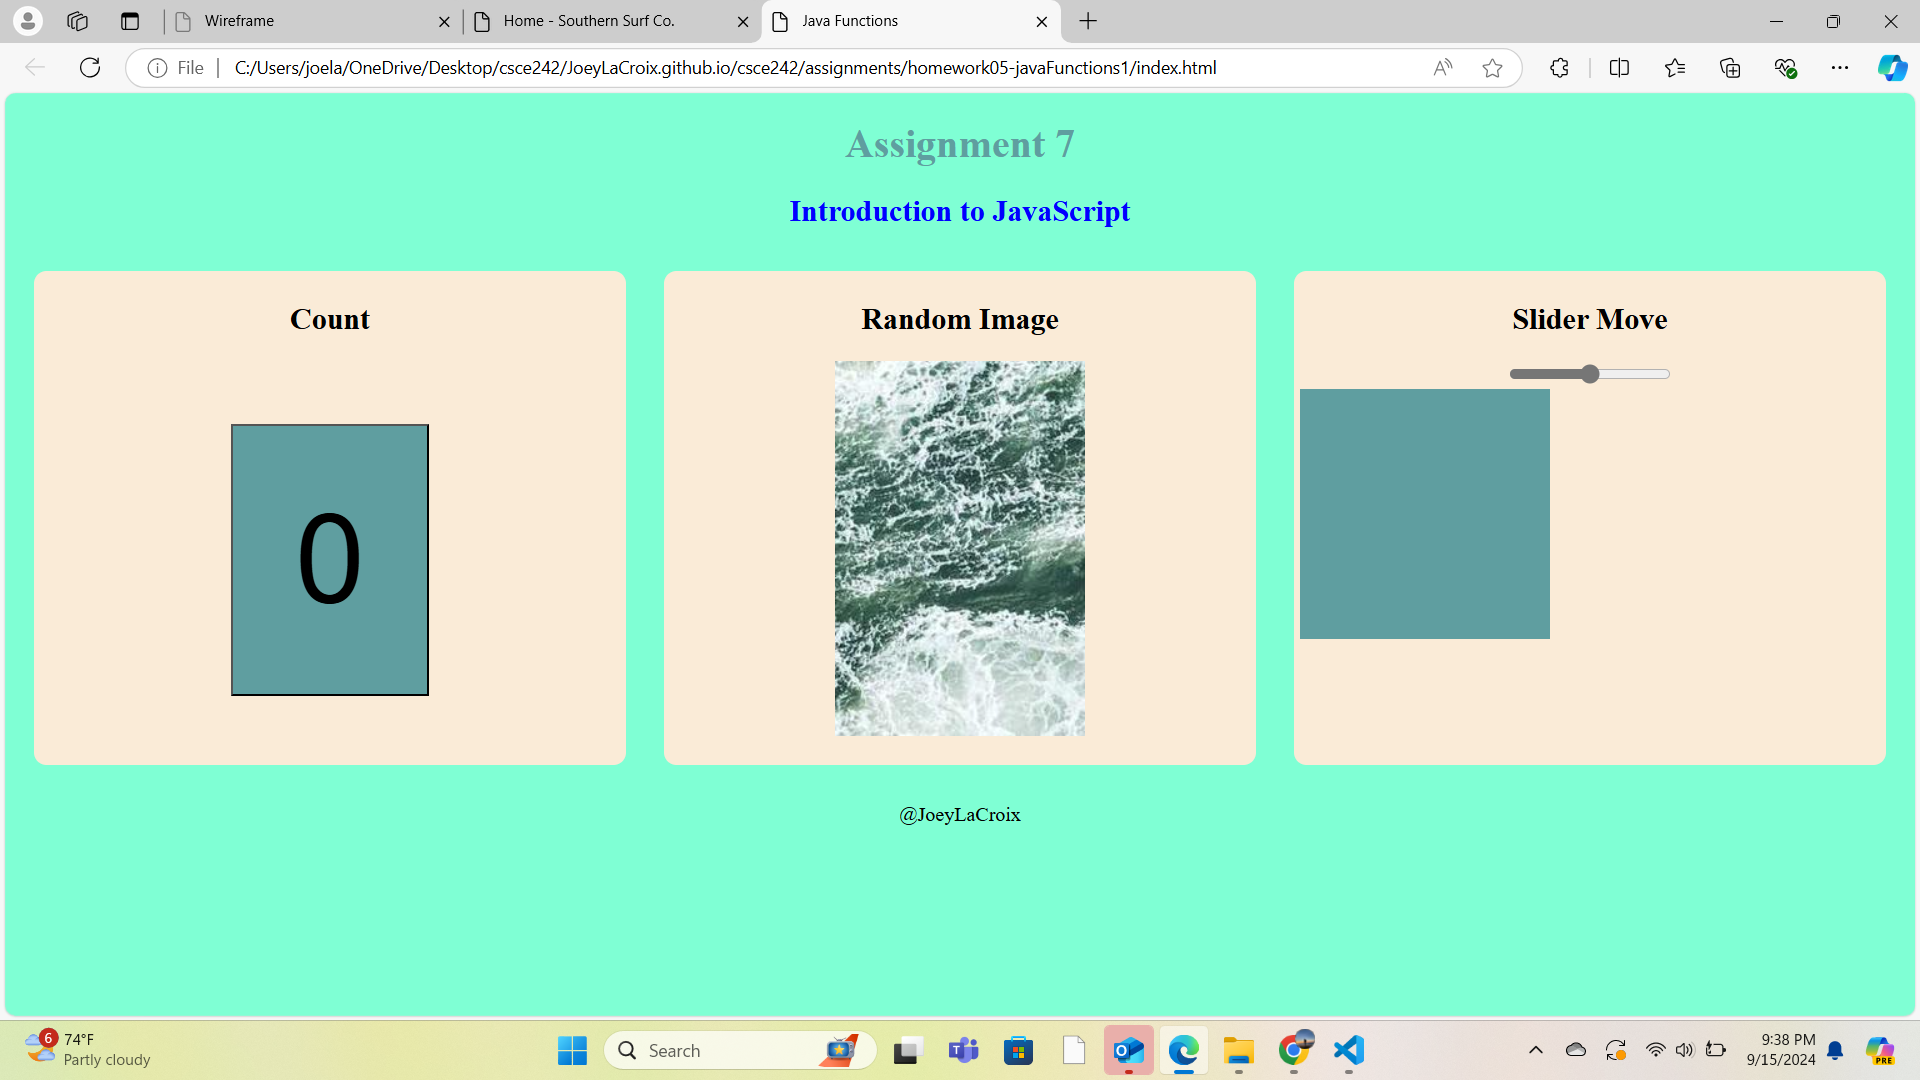 Wireframe
Home - Southern Surf Co.
Java Functions
File
C:/Users/joela/OneDrive/Desktop/csce242/JoeyLaCroix.github.io/csce242/assignments/homework05-javaFunctions1/index.html
Assignment 7
Introduction to JavaScript
Count
Random Image
Slider Move
0
@JoeyLaCroix
6
74°F
Partly cloudy
Search
9:38 PM
9/15/2024
PRE